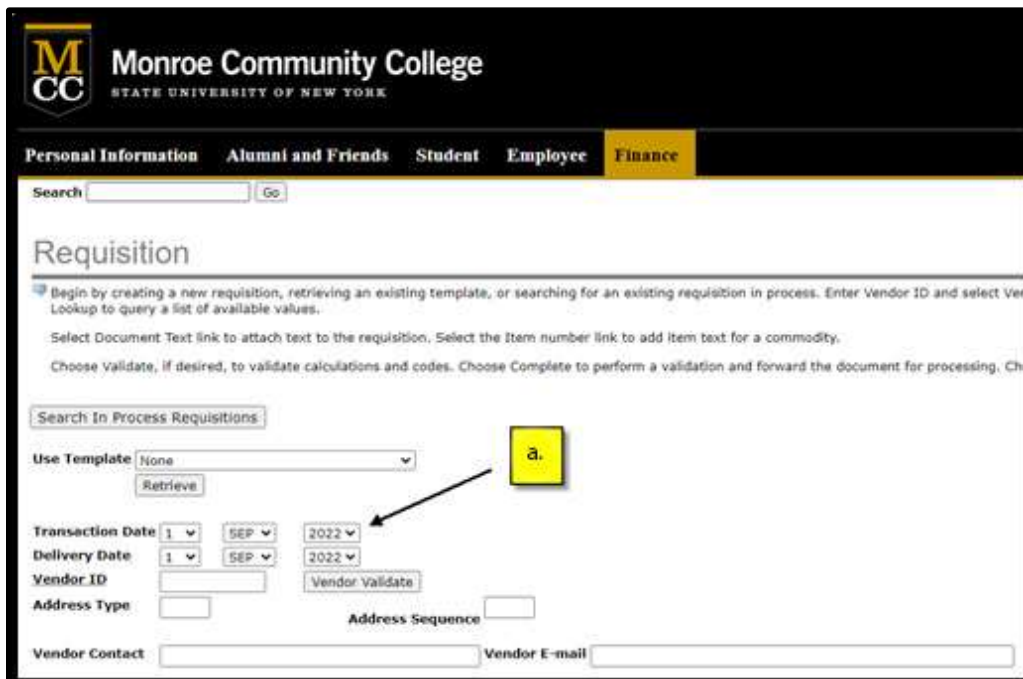 M
CC
Monroe Community College
STATE UNIVERSITY OF NEW YORK
Personal Information Alumni and Friends Student Employee Finance
Search Go
Requisition
Begin by creating a new requisition, retrieving an existing template, or searching for an existing requisition in process. Enter Vendor ID and select Ver
Lookup to query a list of available values.
Select Document Text link to attach text to the requisition. Select the Item number link to add item text for a commodity.
Choose Validate, if desired, to validate calculations and codes. Choose Complete to perform a validation and forward the document for processing. Ch
Search In Process Requisitions
a.
Use Template None
Retrieve
Transaction Date 1 SEP 2022
Delivery Date 1 SEP 2022
Vendor ID Vendor Validate
Address Type Address Sequence
Vendor Contact Vendor E-mail